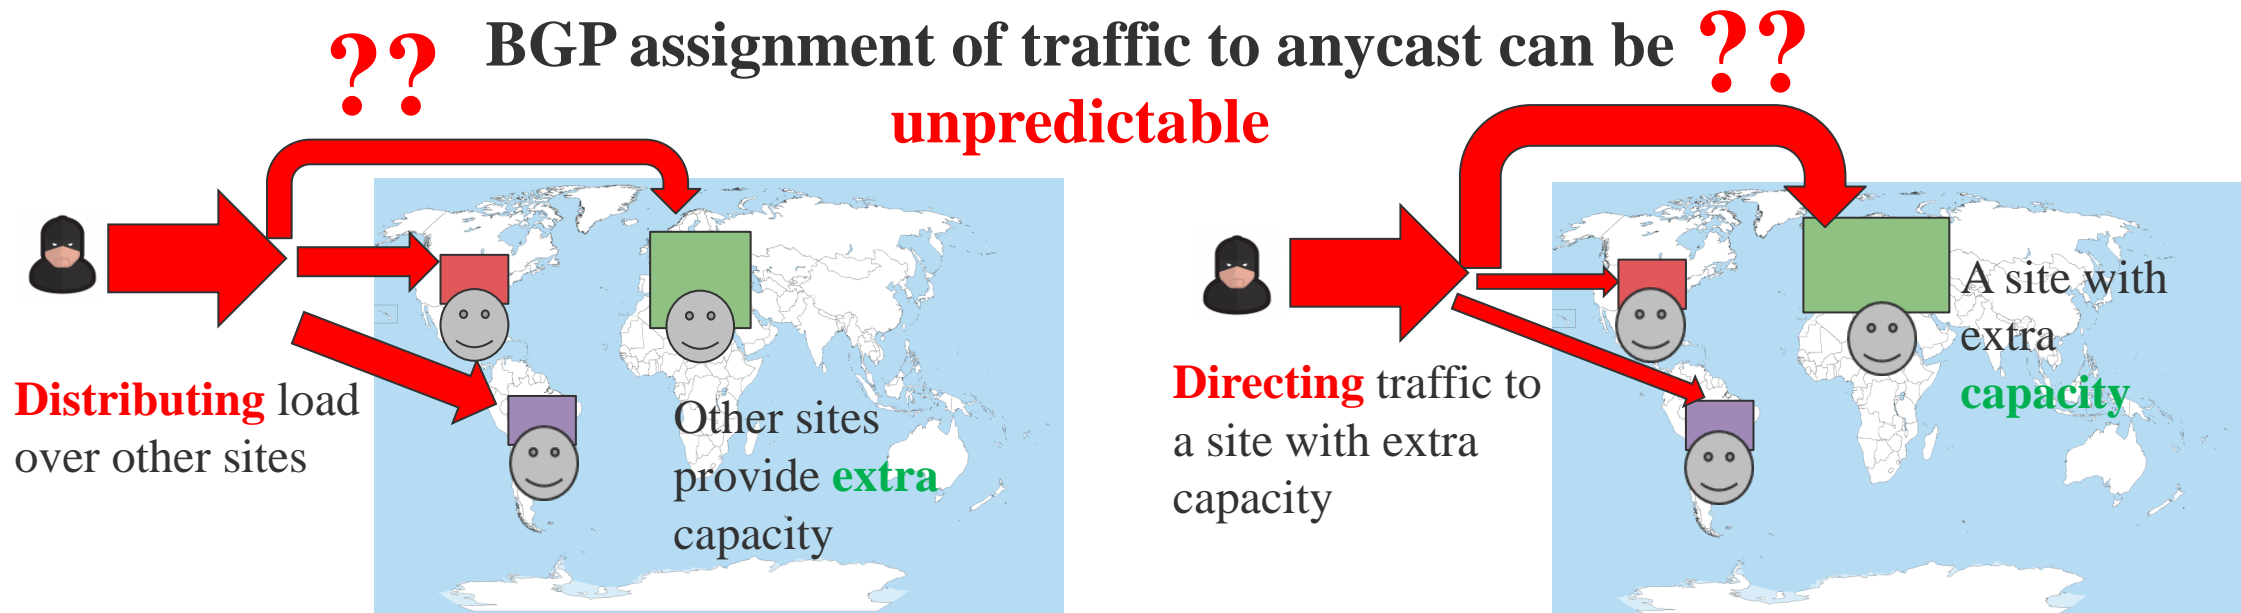 ?? BGP assignment of traffic to anycast can be ??
unpredictable
Distributing load
over other sites
Other sites
provide extra
capacity
Directing traffic to
a site with extra
capacity
A site with
extra
capacity